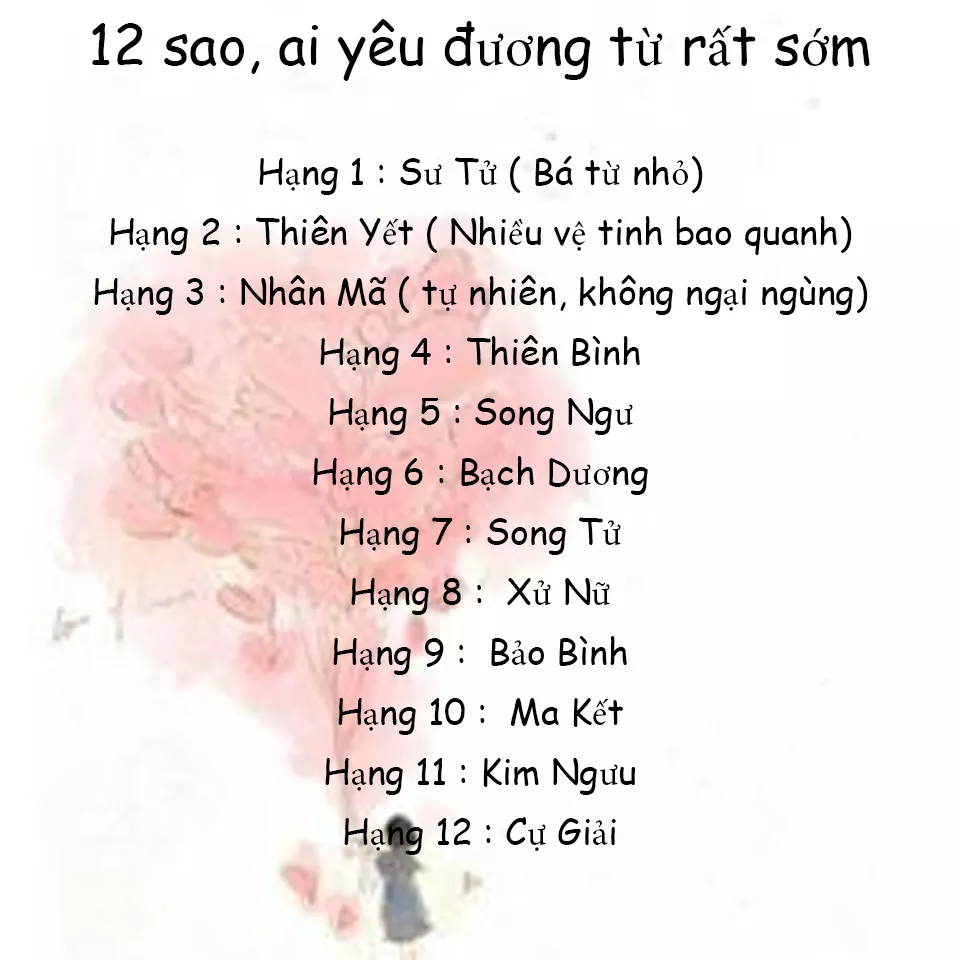 12 sao, ai yêu đương từ rất sớm
Hạng 1 : Sư Tử ( Bá từ nhỏ)
Hạng 2 : Thiên Yết ( Nhiều vệ tinh bao quanh)
Hạng 3 : Nhân Mã ( tự nhiên, không ngại ngùng)
Hạng 4 : Thiên Bình
Hạng 5 : Song Ngư
Hạng 6 : Bạch Dương
Hạng 7 : Song Tử
Hạng 8 :  Xử Nữ
Hạng 9 :  Bảo Bình
Hạng 10 :  Ma Kết
Hạng 11 : Kim Ngưu
Hạng 12 : Cự Giải